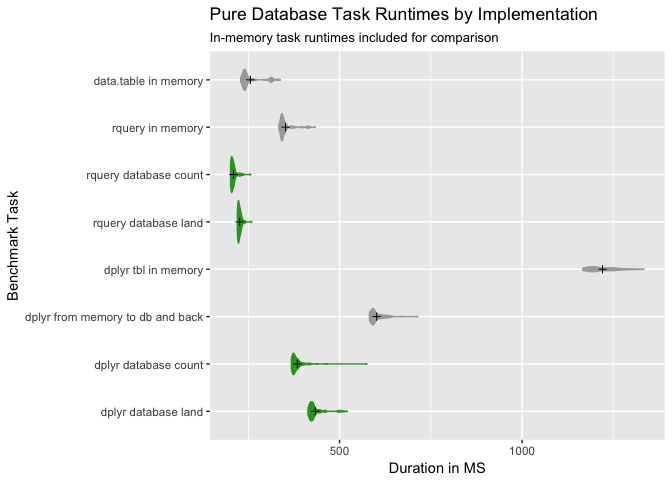 Pure Database Task Runtimes by Implementation
In-memory task runtimes included for comparison
Benchmark Task
data.table in memory
rquery in memory
rquery database count
rquery database land
dplyr tbl in memory
dplyr from memory to db and back
dplyr database count
dplyr database land
500
1000
Duration in MS